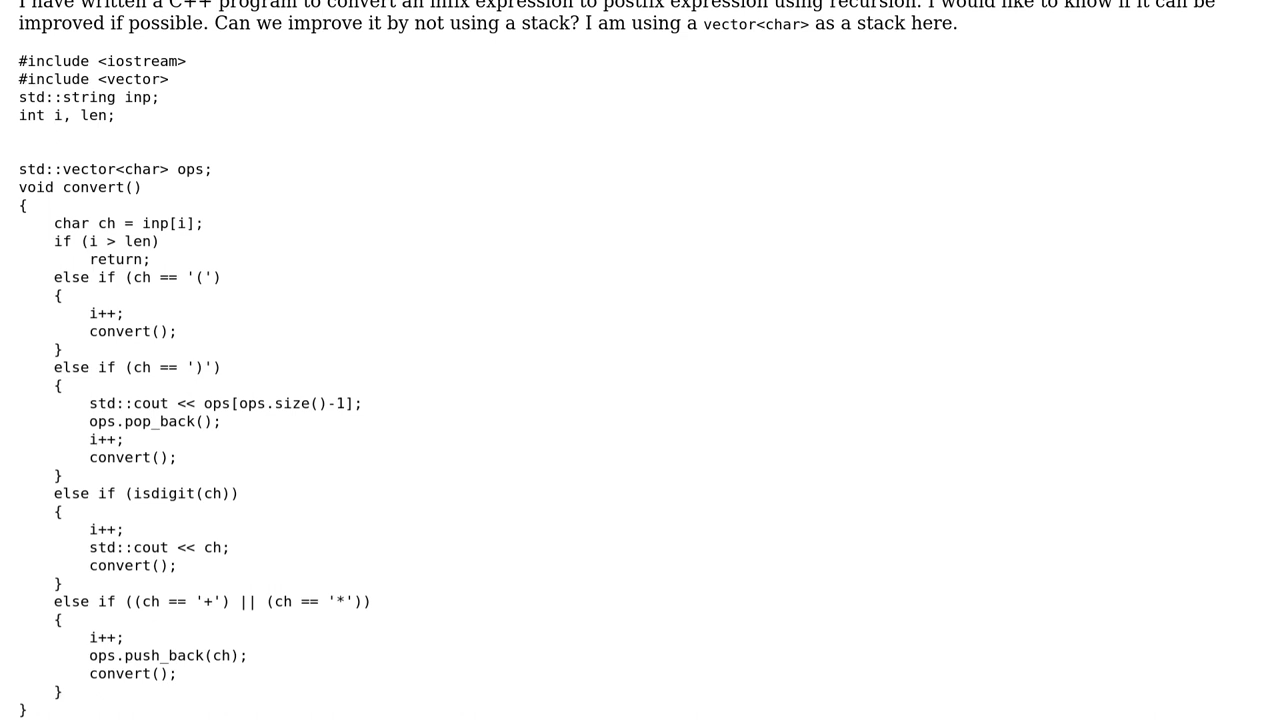 I have written a C++ program to convert an infix expression to postfix expression using recursion. I would like to know if it can be
improved if possible. Can we improve it by not using a stack? I am using a vector<char> as a stack here.
#include <iostream>
#include <vector>
std::string inp;
int i, len;
std::vector<char> ops;
void convert()
{
    char ch = inp[i];
    if (i > len)
        return;
    else if (ch == '(')
    {
        i++;
        convert();
    }
    else if (ch == ')')
    {
        std::cout << ops[ops.size()-1];
        ops.pop_back();
        i++;
        convert();
    }
    else if (isdigit(ch))
    {
        i++;
        std::cout << ch;
        convert();
    }
    else if ((ch == '+') || (ch == '*'))
    {
        i++;
        ops.push_back(ch);
        convert();
    }
}